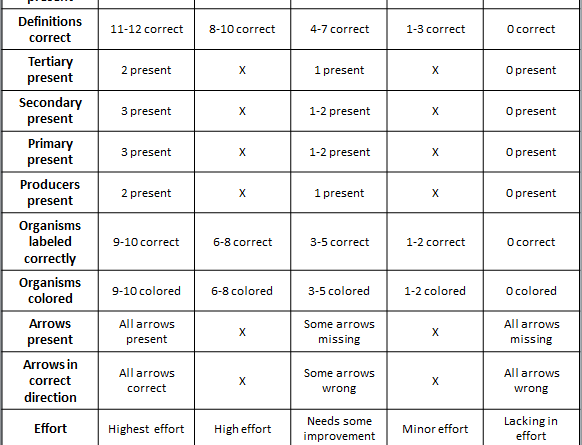 present
Definitions correct 11-12 correct 8-10 correct 4-7 correct 1-3 correct 0 correct
Tertiary present 2 present X 1 present X 0 present
Secondary present 3 present X 1-2 present X 0 present
Primary present 3 present X 1-2 present X 0 present
Producers present 2 present X 1 present X 0 present
Organisms labeled correctly 9-10 correct 6-8 correct 3-5 correct 1-2 correct 0 correct
Organisms colored 9-10 colored 6-8 colored 3-5 colored 1-2 colored 0 colored
Arrows present All arrows present X Some arrows missing X All arrows missing
Arrows in correct direction All arrows correct X Some arrows wrong X All arrows wrong
Effort Highest effort High effort Needs some improvement Minor effort Lacking in effort